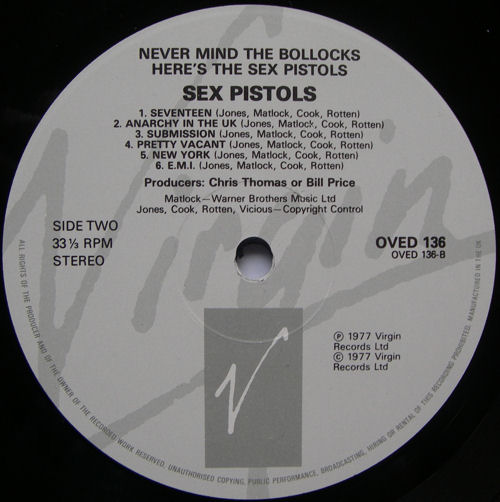 NEVER MIND THE BOLLOCKS
HERE'S THE SEX PISTOLS
SEX PISTOLS
1. SEVENTEEN (Jones, Matlock, Cook, Rotten)
2. ANARCHY IN THE UK (Jones, Matlock, Cook, Rotten)
3. SUBMISSION (Jones, Matlock, Cook, Rotten)
4. PRETTY VACANT (Jones, Matlock, Cook, Rotten)
5. NEW YORK (Jones, Matlock, Cook, Rotten)
6. E.M.I. (Jones, Matlock, Cook, Rotten)
Producers: Chris Thomas or Bill Price
Matlock—Warner Brothers Music Ltd
Jones, Cook, Rotten, Vicious—Copyright Control
SIDE TWO
33⅓ RPM
STEREO
OVED 136
OVED 136-B
Virgin
℗ 1977 Virgin
Records Ltd
© 1977 Virgin
Records Ltd
V
ALL RIGHTS OF THE PRODUCER AND OF THE OWNER OF THE RECORDED WORK RESERVED. UNAUTHORISED COPYING, PUBLIC PERFORMANCE, BROADCASTING, HIRING OR RENTAL OF THIS RECORDING PROHIBITED. MANUFACTURED IN THE UK